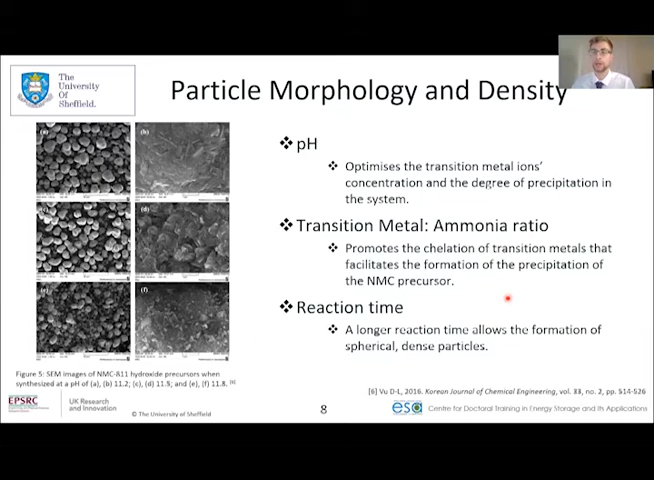 The
University
Of
Sheffield.
Particle Morphology and Density
(a)
(b)
(c)
(d)
(e)
(f)
Figure 5: SEM images of NMC-811 hydroxide precursors when
synthesized at a pH of (a), (b) 11.2; (c), (d) 11.5; and (e), (f) 11.8. [6]
❖ pH
❖ Optimises the transition metal ions'
concentration and the degree of precipitation in
the system.
❖ Transition Metal: Ammonia ratio
❖ Promotes the chelation of transition metals that
facilitates the formation of the precipitation of
the NMC precursor.
❖ Reaction time
❖ A longer reaction time allows the formation of
spherical, dense particles.
[6] Vu D-L, 2016. Korean Journal of Chemical Engineering, vol. 33, no. 2, pp. 514-526
EPSRC
UK Research
and Innovation
© The University of Sheffield
8
esa
Centre for Doctoral Training in Energy Storage and Its Applications